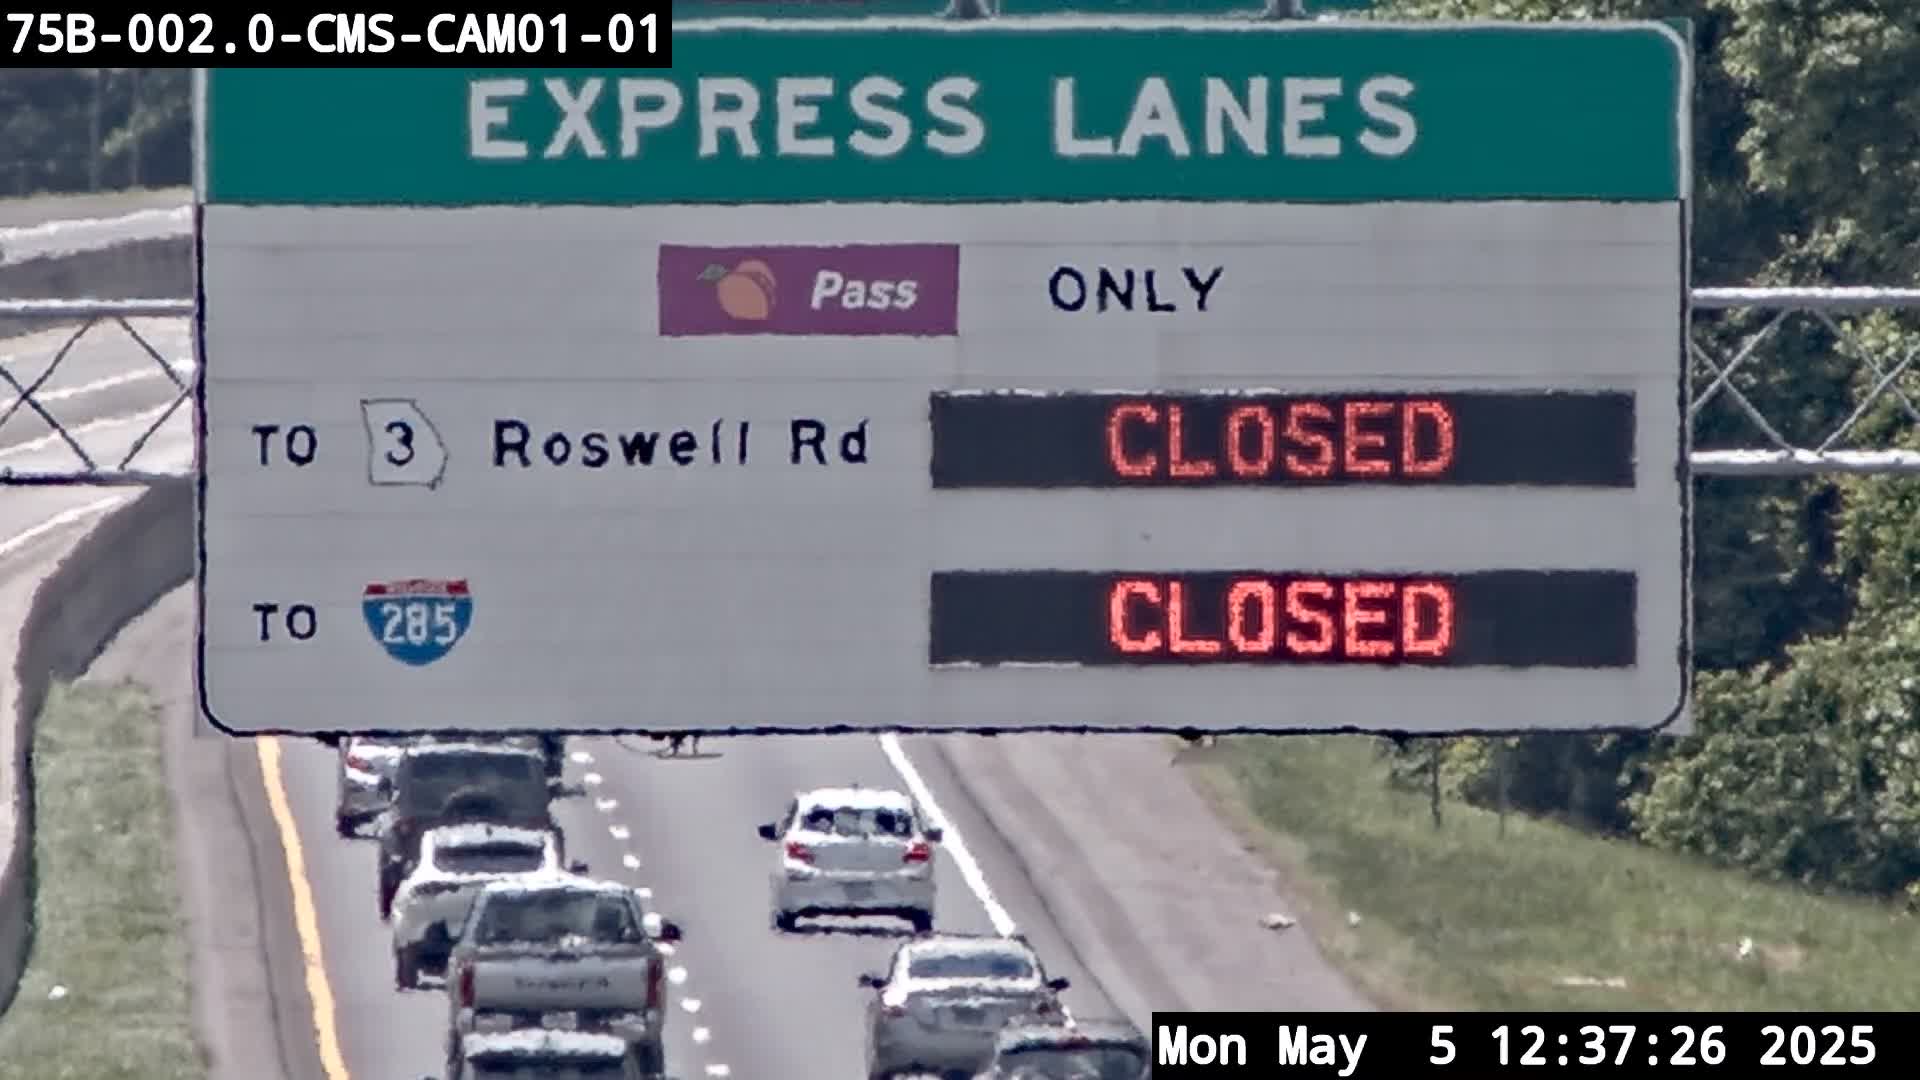 75B-002.0-CMS-CAM01-01
EXPRESS LANES
Pass ONLY
TO 3 Roswell Rd CLOSED
TO 285 CLOSED
Mon May 5 12:37:26 2025